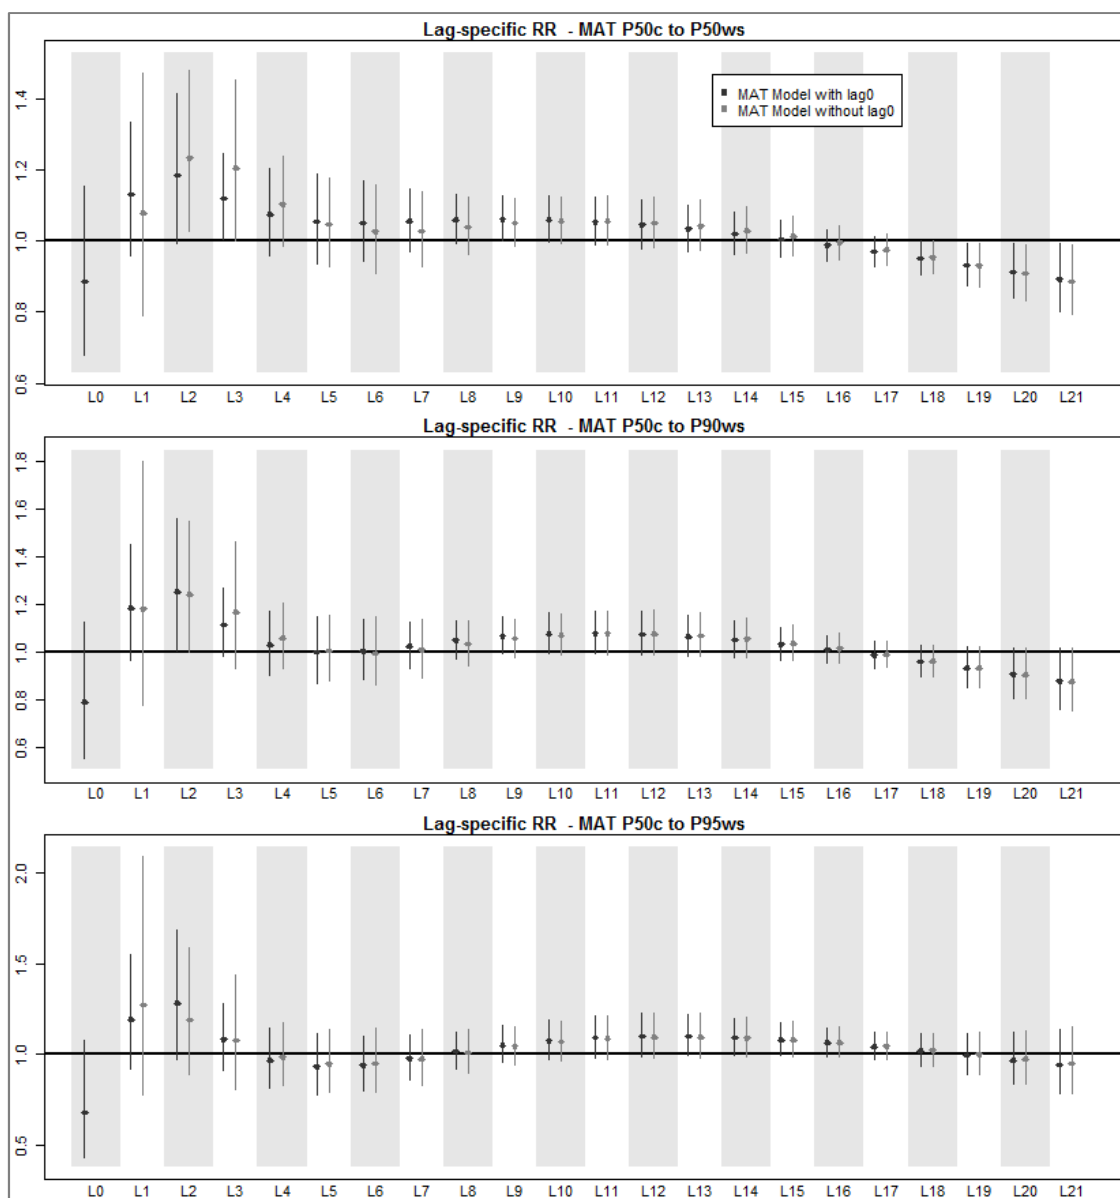 Lag-specific RR - MAT P50c to P50ws
MAT Model with lag0
MAT Model without lag0
1.4
1.2
1.0
0.8
0.6
L0 L1 L2 L3 L4 L5 L6 L7 L8 L9 L10 L11 L12 L13 L14 L15 L16 L17 L18 L19 L20 L21
Lag-specific RR - MAT P50c to P90ws
1.8
1.6
1.4
1.2
1.0
0.8
0.6
L0 L1 L2 L3 L4 L5 L6 L7 L8 L9 L10 L11 L12 L13 L14 L15 L16 L17 L18 L19 L20 L21
Lag-specific RR - MAT P50c to P95ws
2.0
1.5
1.0
0.5
L0 L1 L2 L3 L4 L5 L6 L7 L8 L9 L10 L11 L12 L13 L14 L15 L16 L17 L18 L19 L20 L21